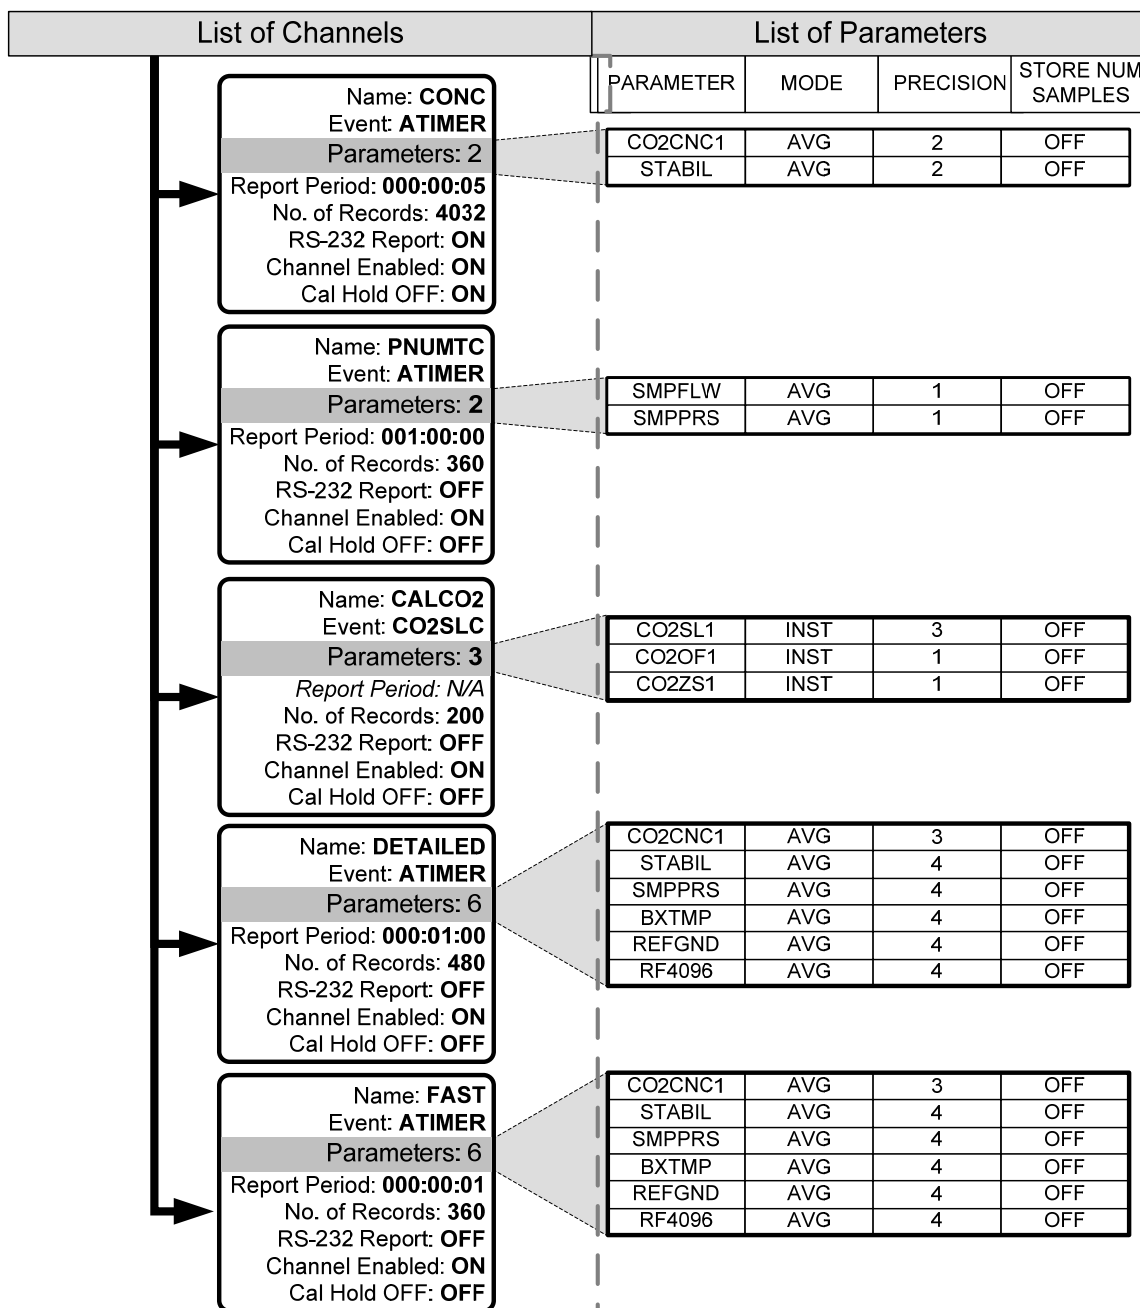 List of Channels
List of Parameters
PARAMETER MODE PRECISION STORE NUM SAMPLES
Name: CONC
Event: ATIMER
Parameters: 2
Report Period: 000:00:05
No. of Records: 4032
RS-232 Report: ON
Channel Enabled: ON
Cal Hold OFF: ON
CO2CNC1 AVG 2 OFF
STABIL AVG 2 OFF
Name: PNUMTC
Event: ATIMER
Parameters: 2
Report Period: 001:00:00
No. of Records: 360
RS-232 Report: OFF
Channel Enabled: ON
Cal Hold OFF: OFF
SMPFLW AVG 1 OFF
SMPPRS AVG 1 OFF
Name: CALCO2
Event: CO2SLC
Parameters: 3
Report Period: N/A
No. of Records: 200
RS-232 Report: OFF
Channel Enabled: ON
Cal Hold OFF: OFF
CO2SL1 INST 3 OFF
CO2OF1 INST 1 OFF
CO2ZS1 INST 1 OFF
Name: DETAILED
Event: ATIMER
Parameters: 6
Report Period: 000:01:00
No. of Records: 480
RS-232 Report: OFF
Channel Enabled: ON
Cal Hold OFF: OFF
CO2CNC1 AVG 3 OFF
STABIL AVG 4 OFF
SMPPRS AVG 4 OFF
BXTMP AVG 4 OFF
REFGND AVG 4 OFF
RF4096 AVG 4 OFF
Name: FAST
Event: ATIMER
Parameters: 6
Report Period: 000:00:01
No. of Records: 360
RS-232 Report: OFF
Channel Enabled: ON
Cal Hold OFF: OFF
CO2CNC1 AVG 3 OFF
STABIL AVG 4 OFF
SMPPRS AVG 4 OFF
BXTMP AVG 4 OFF
REFGND AVG 4 OFF
RF4096 AVG 4 OFF